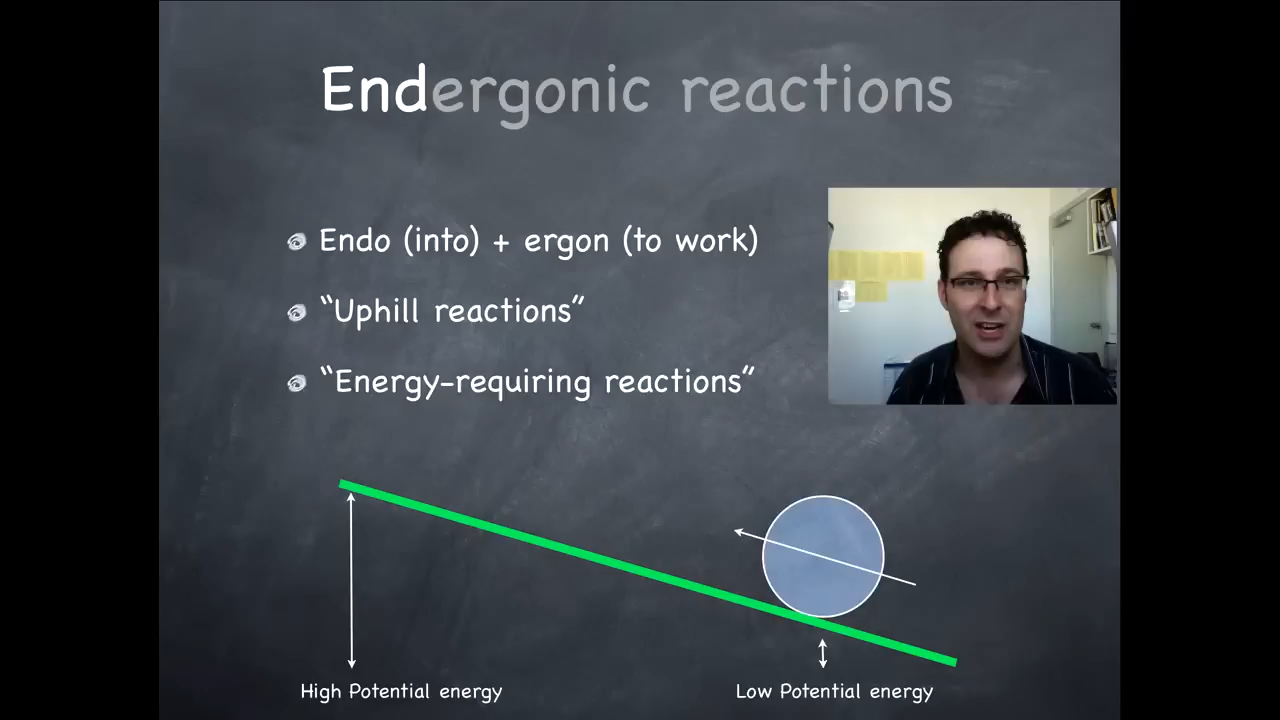 Endergonic reactions
Endo (into) + ergon (to work)
“Uphill reactions”
“Energy-requiring reactions”
High Potential energy
Low Potential energy